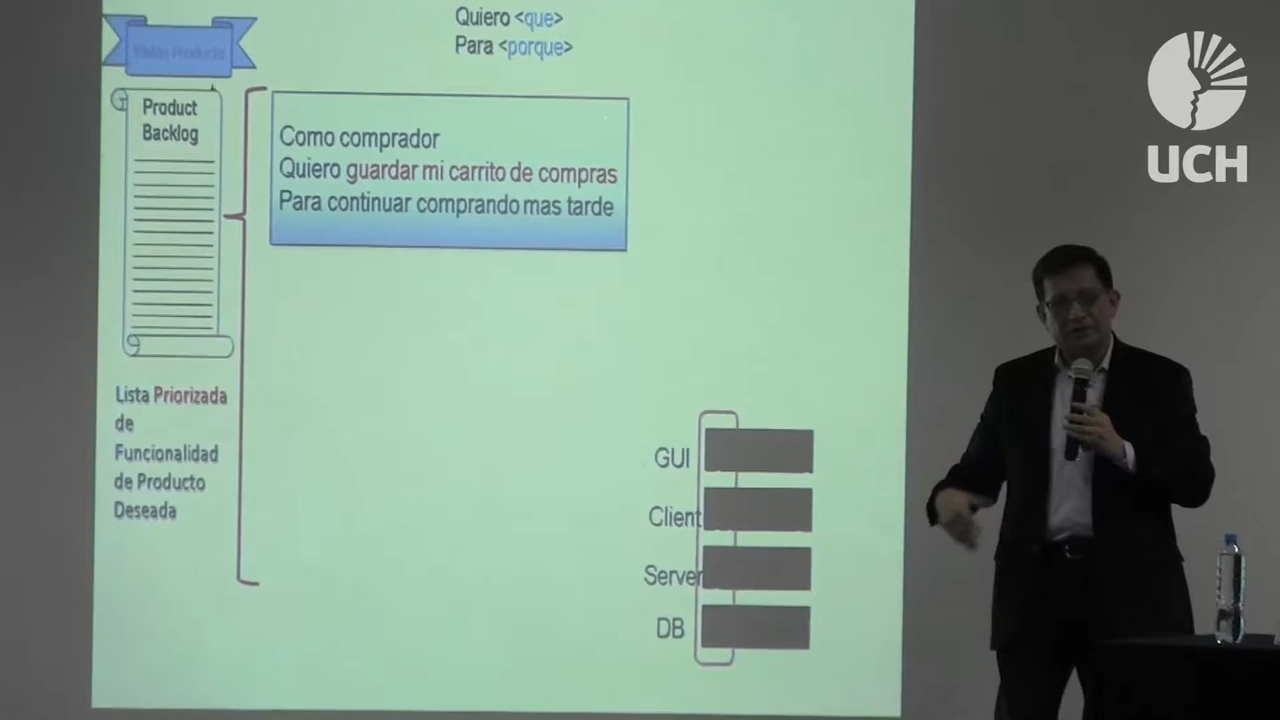 Quiero <que>
Para <porque>
Product
Backlog
Como comprador
Quiero guardar mi carrito de compras
Para continuar comprando mas tarde
Lista Priorizada
de
Funcionalidad
de Producto
Deseada
GUI
Client
Server
DB
UCH